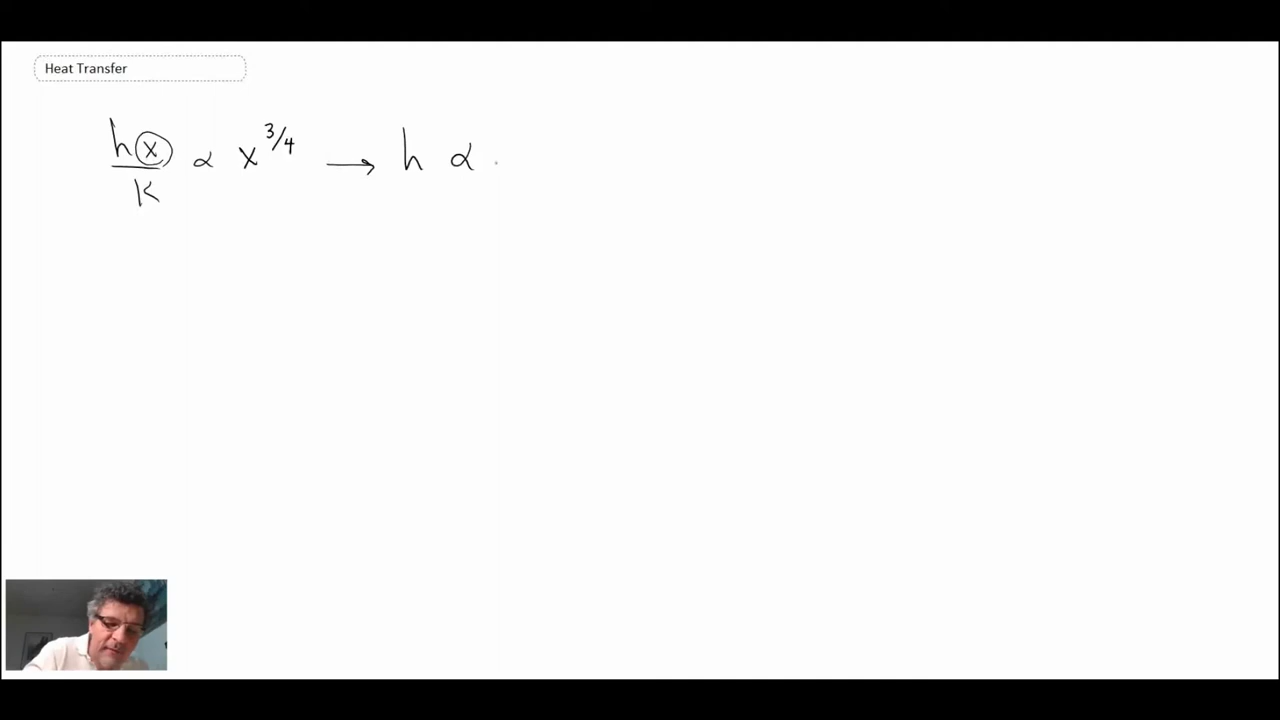 Heat Transfer
hx/K ∝ x^3/4 → h ∝